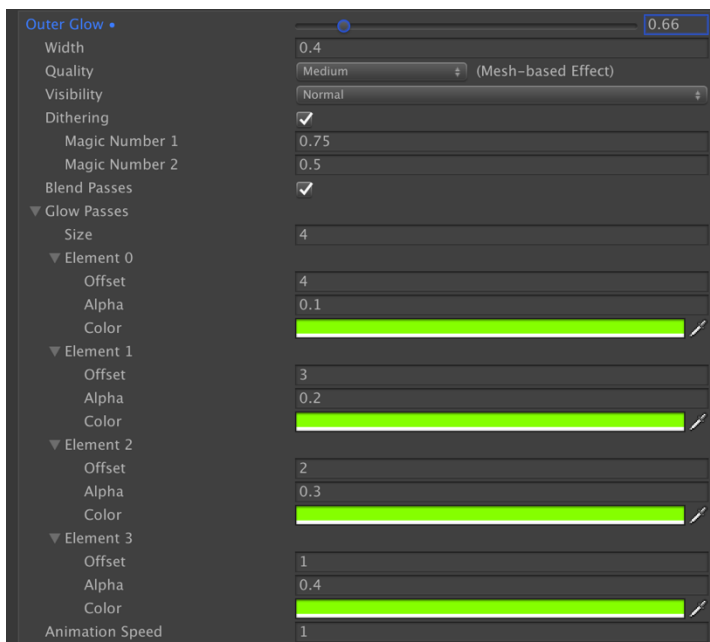 Outer Glow • 0.66
Width 0.4
Quality Medium (Mesh-based Effect)
Visibility Normal
Dithering
Magic Number 1 0.75
Magic Number 2 0.5
Blend Passes
Glow Passes
Size 4
Element 0
Offset 4
Alpha 0.1
Color
Element 1
Offset 3
Alpha 0.2
Color
Element 2
Offset 2
Alpha 0.3
Color
Element 3
Offset 1
Alpha 0.4
Color
Animation Speed 1